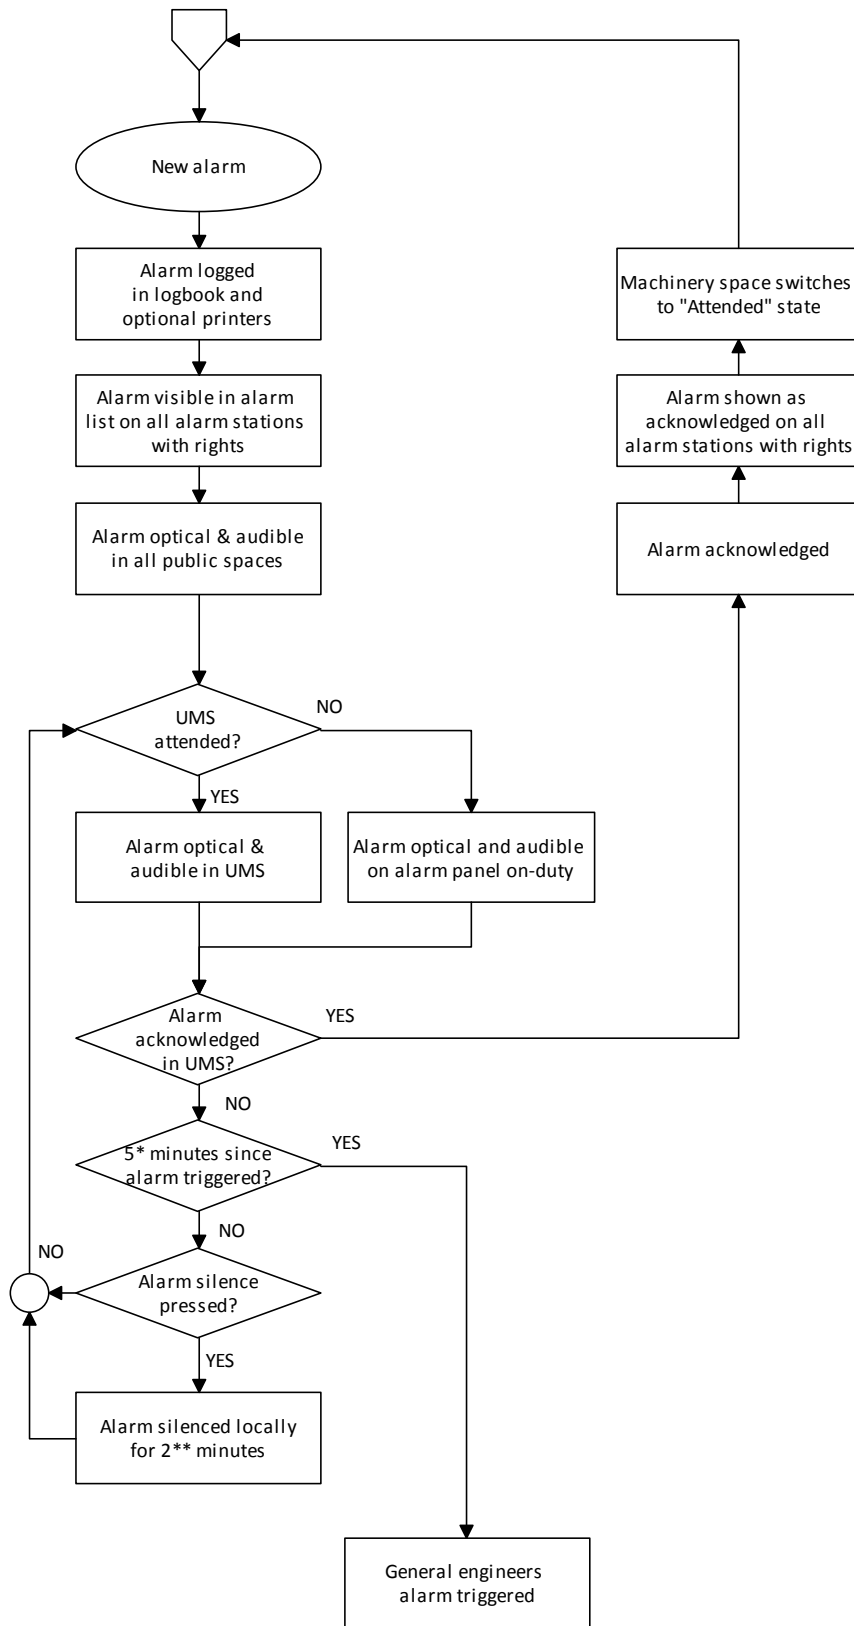 New alarm
Alarm logged
in logbook and
optional printers
Machinery space switches
to "Attended" state
Alarm visible in alarm
list on all alarm stations
with rights
Alarm shown as
acknowledged on all
alarm stations with rights
Alarm optical & audible
in all public spaces
Alarm acknowledged
UMS
attended?
NO
YES
Alarm optical &
audible in UMS
Alarm optical and audible
on alarm panel on-duty
Alarm
acknowledged
in UMS?
YES
NO
5* minutes since
alarm triggered?
YES
NO
NO
Alarm silence
pressed?
YES
Alarm silenced locally
for 2** minutes
General engineers
alarm triggered